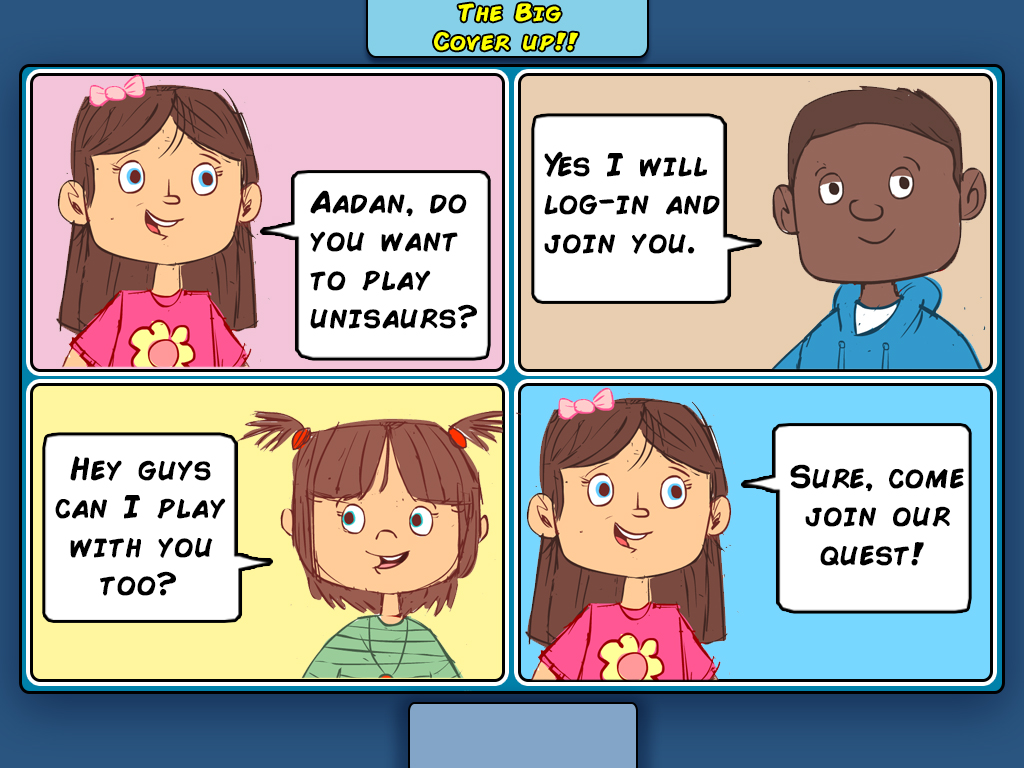 The Big
Cover up!!
Aadan, do
you want
to play
unisaurs?
Yes I will
log-in and
join you.
Hey guys
can I play
with you
too?
Sure, come
join our
quest!